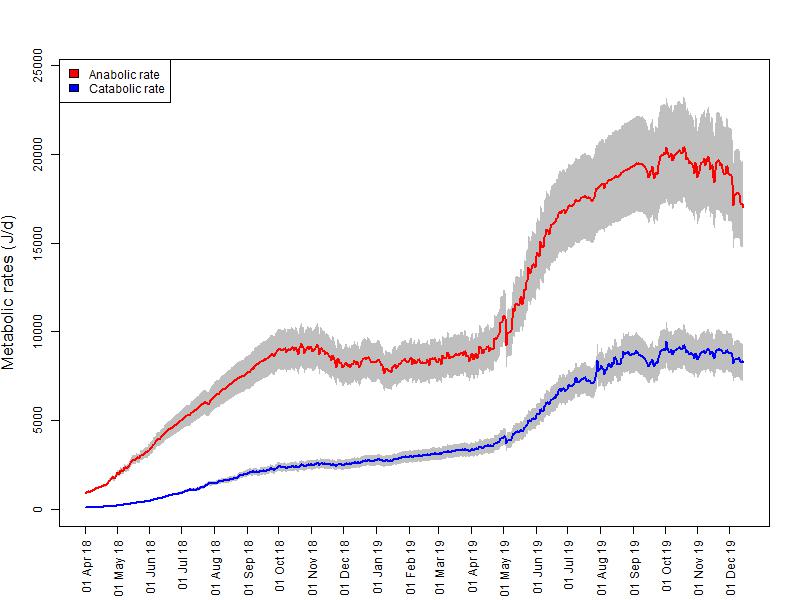 Anabolic rate
Catabolic rate
Metabolic rates (J/d)
25000
20000
15000
10000
5000
0
01 Apr 18
01 May 18
01 Jun 18
01 Jul 18
01 Aug 18
01 Sep 18
01 Oct 18
01 Nov 18
01 Dec 18
01 Jan 19
01 Feb 19
01 Mar 19
01 Apr 19
01 May 19
01 Jun 19
01 Jul 19
01 Aug 19
01 Sep 19
01 Oct 19
01 Nov 19
01 Dec 19